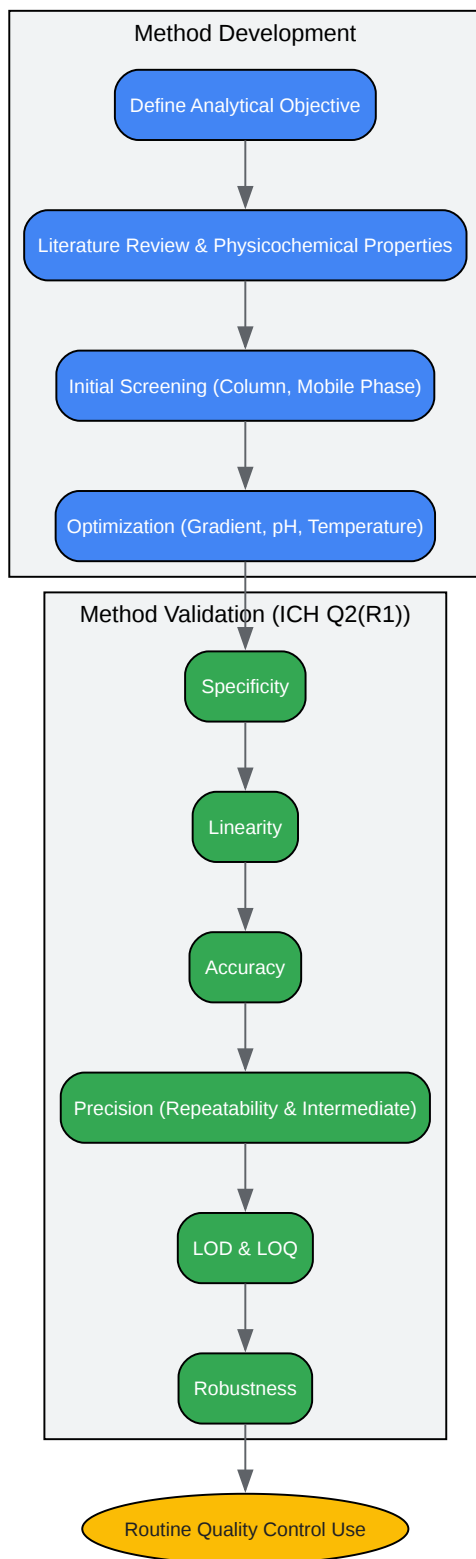 Method Development
Define Analytical Objective
Literature Review & Physicochemical Properties
Initial Screening (Column, Mobile Phase)
Optimization (Gradient, pH, Temperature)
Method Validation (ICH Q2(R1))
Specificity
Linearity
Accuracy
Precision (Repeatability & Intermediate)
LOD & LOQ
Robustness
Routine Quality Control Use